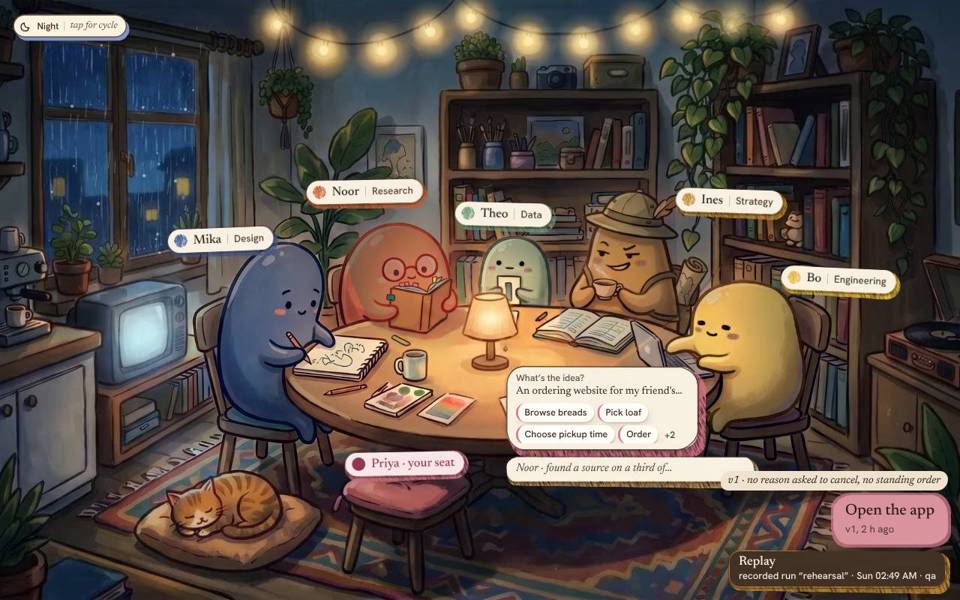 Night | tap for cycle
Noor | Research
Theo | Data
Ines | Strategy
Mika | Design
Bo | Engineering
What's the idea?
An ordering website for my friend's...
Browse breads
Pick loaf
Choose pickup time
Order
+2
Priya · your seat
Noor · found a source on a third of...
v1 · no reason asked to cancel, no standing order
Open the app
v1, 2 h ago
Replay
recorded run "rehearsal" · Sun 02:49 AM · qa